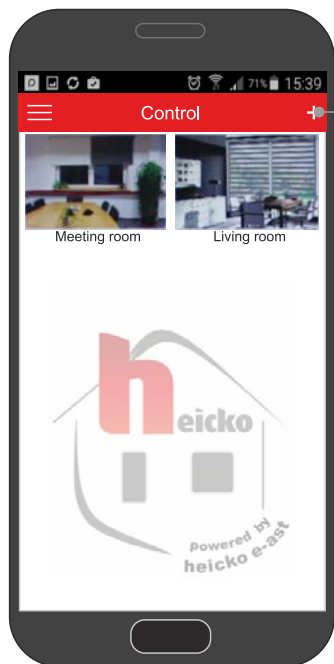 71% 15:39
Control +
Meeting room Living room
heicko
powered by
heicko e-ast